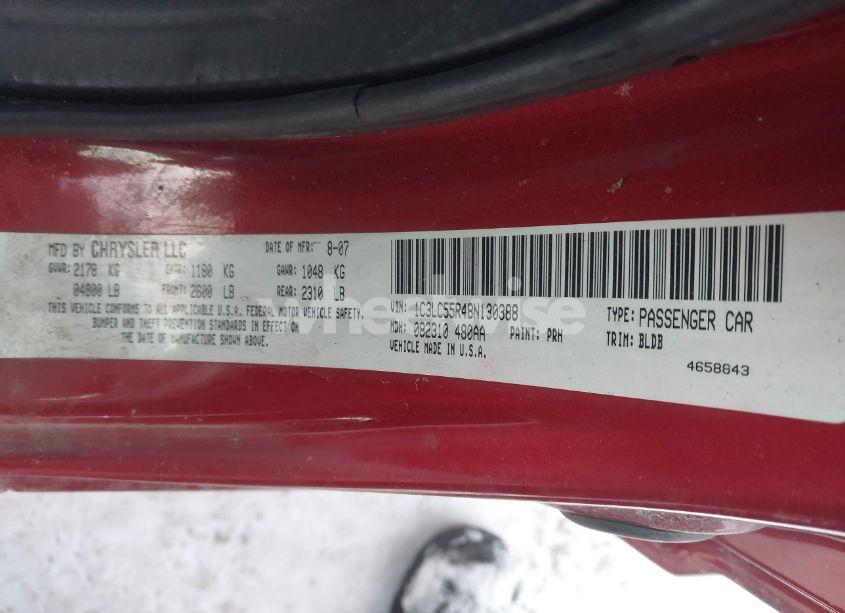 MFD BY CHRYSLER LLC DATE OF MFR: 8-07
GVWR: 2178 KG GAWR: 1180 KG GAWR: 1048 KG
04800 LB FRONT: 2600 LB REAR: 2310 LB
THIS VEHICLE CONFORMS TO ALL APPLICABLE U.S.A. FEDERAL MOTOR VEHICLE SAFETY,
BUMPER AND THEFT PREVENTION STANDARDS IN EFFECT ON
THE DATE OF MANUFACTURE SHOWN ABOVE.
VIN: 1C3LC55R48N130388 TYPE: PASSENGER CAR
MDH: 082310 480AA PAINT: PRH TRIM: BLDB
VEHICLE MADE IN U.S.A.
4658843